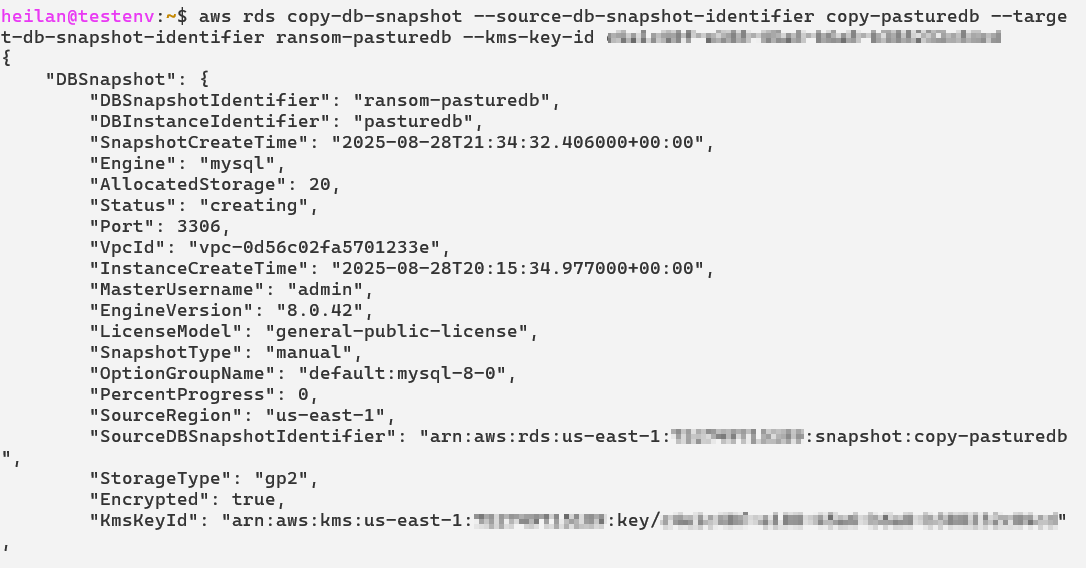 heilan@testenv:~$ aws rds copy-db-snapshot --source-db-snapshot-identifier copy-pasturedb --targe
t-db-snapshot-identifier ransom-pasturedb --kms-key-id
{
    "DBSnapshot": {
        "DBSnapshotIdentifier": "ransom-pasturedb",
        "DBInstanceIdentifier": "pasturedb",
        "SnapshotCreateTime": "2025-08-28T21:34:32.406000+00:00",
        "Engine": "mysql",
        "AllocatedStorage": 20,
        "Status": "creating",
        "Port": 3306,
        "VpcId": "vpc-0d56c02fa5701233e",
        "InstanceCreateTime": "2025-08-28T20:15:34.977000+00:00",
        "MasterUsername": "admin",
        "EngineVersion": "8.0.42",
        "LicenseModel": "general-public-license",
        "SnapshotType": "manual",
        "OptionGroupName": "default:mysql-8-0",
        "PercentProgress": 0,
        "SourceRegion": "us-east-1",
        "SourceDBSnapshotIdentifier": "arn:aws:rds:us-east-1::snapshot:copy-pasturedb
",
        "StorageType": "gp2",
        "Encrypted": true,
        "KmsKeyId": "arn:aws:kms:us-east-1::key/"
,